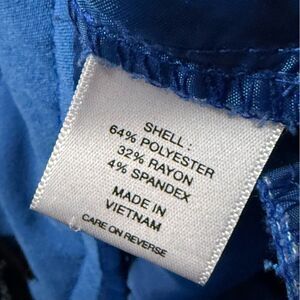 SHELL :
64% POLYESTER
32% RAYON
4% SPANDEX
MADE IN
VIETNAM
CARE ON REVERSE